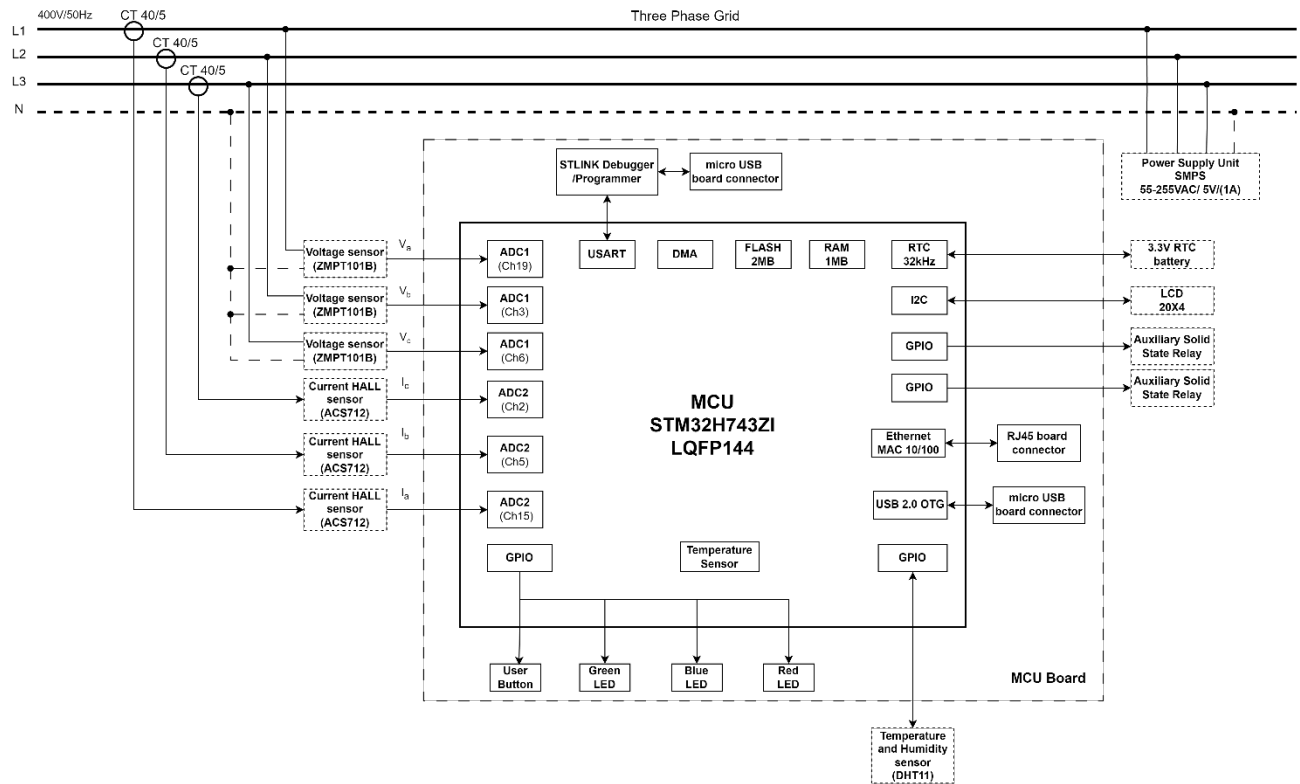 400V/50Hz
CT 40/5
Three Phase Grid
L1
CT 40/5
L2
CT 40/5
L3
N
Power Supply Unit
SMPS
55-255VAC/ 5V/(1A)
STLINK Debugger
/Programmer
micro USB
board connector
Voltage sensor
(ZMPT101B)
Va
ADC1
(Ch19)
USART
DMA
FLASH
2MB
RAM
1MB
RTC
32kHz
3.3V RTC
battery
Voltage sensor
(ZMPT101B)
Vb
ADC1
(Ch3)
I2C
LCD
20X4
Voltage sensor
(ZMPT101B)
Vc
ADC1
(Ch6)
GPIO
Auxiliary Solid
State Relay
Current HALL
sensor
(ACS712)
Ic
ADC2
(Ch2)
GPIO
Auxiliary Solid
State Relay
MCU
STM32H743ZI
LQFP144
Current HALL
sensor
(ACS712)
Ib
ADC2
(Ch5)
Ethernet
MAC 10/100
RJ45 board
connector
Current HALL
sensor
(ACS712)
Ia
ADC2
(Ch15)
USB 2.0 OTG
micro USB
board connector
GPIO
Temperature
Sensor
GPIO
User
Button
Green
LED
Blue
LED
Red
LED
MCU Board
Temperature
and Humidity
sensor
(DHT11)